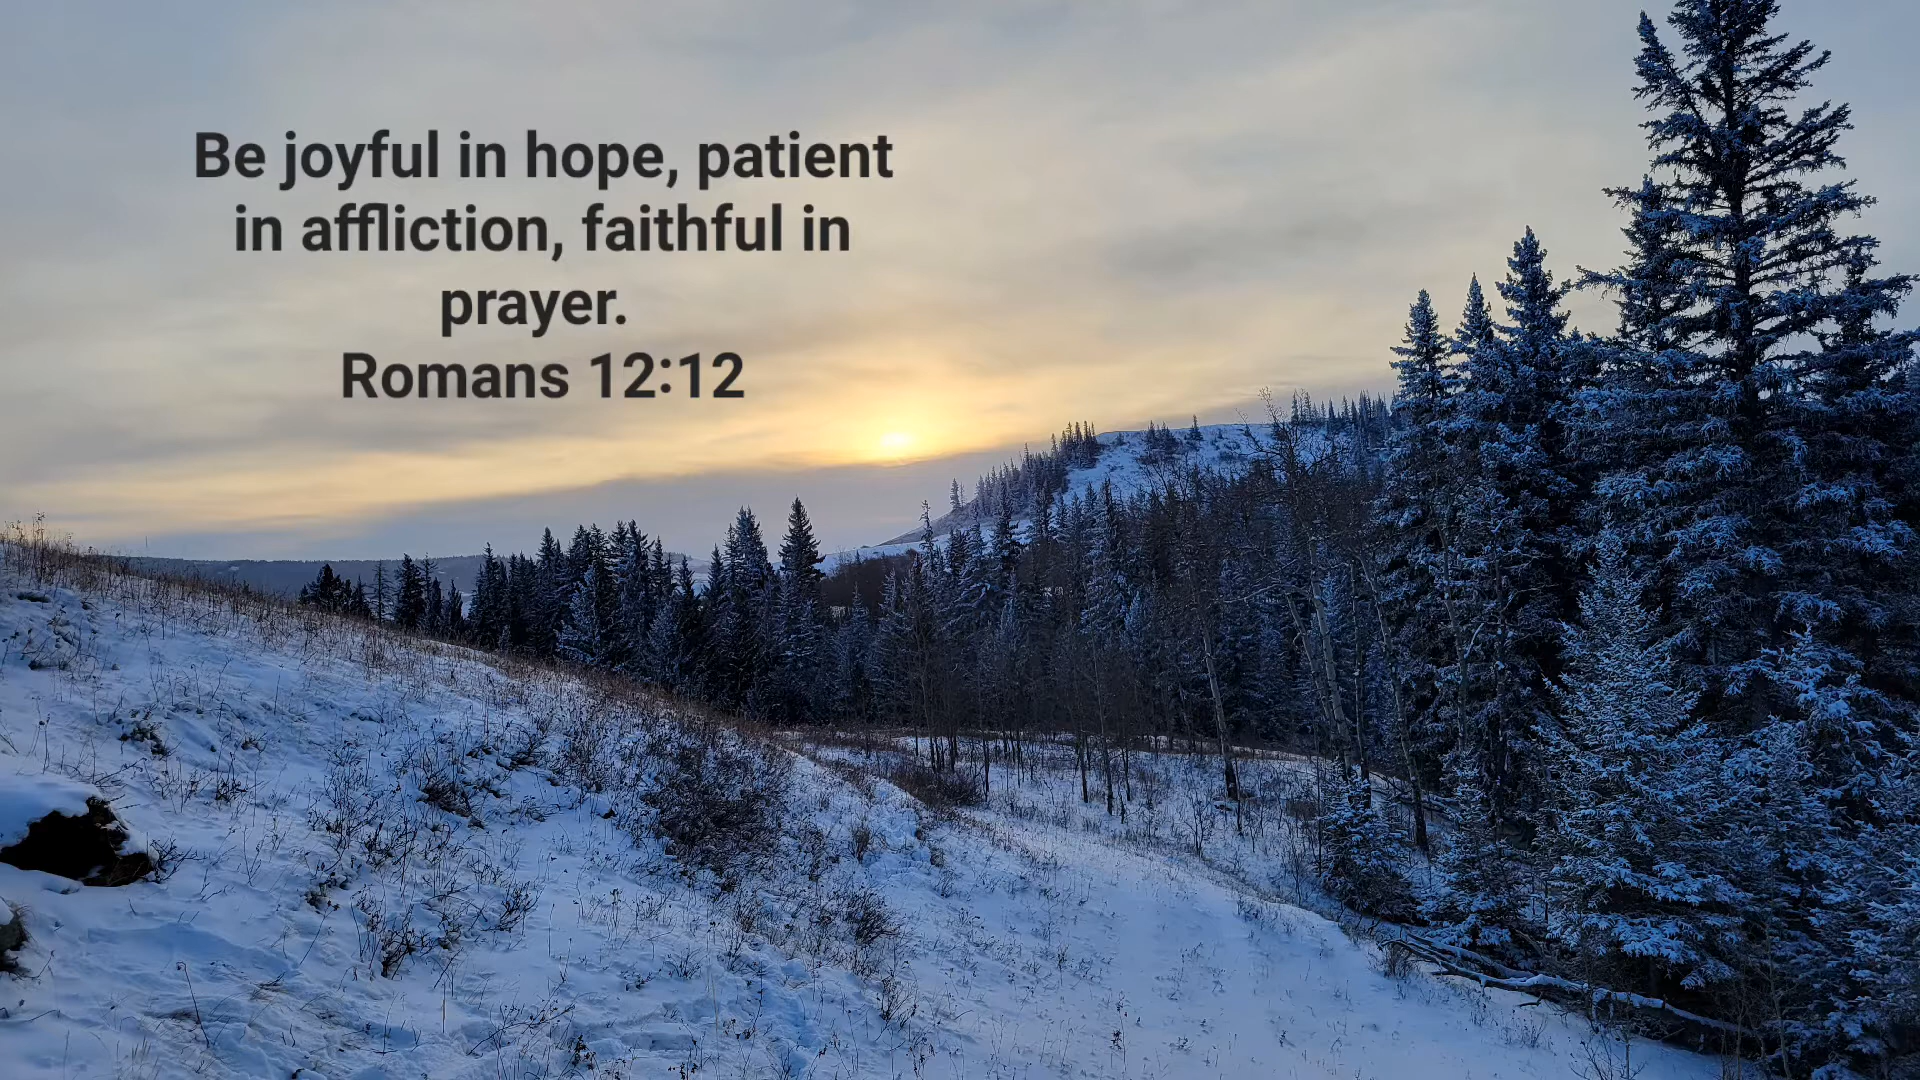 Be joyful in hope, patient
in affliction, faithful in
prayer.
Romans 12:12